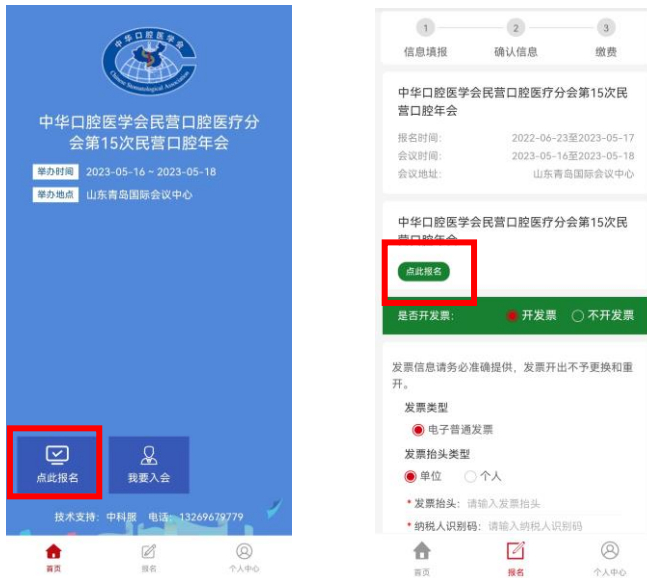 中华口腔医学会
Chinese Stomatological Association
中华口腔医学会民营口腔医疗分
会第15次民营口腔年会
举办时间 2023-05-16 ~ 2023-05-18
举办地点 山东青岛国际会议中心
点此报名
我要入会
技术支持：中科服 电话：13269679779
首页
报名
个人中心
1
2
3
信息填报
确认信息
缴费
中华口腔医学会民营口腔医疗分会第15次民
营口腔年会
报名时间: 2022-06-23至2023-05-17
会议时间: 2023-05-16至2023-05-18
会议地址: 山东青岛国际会议中心
中华口腔医学会民营口腔医疗分会第15次民
营口腔年会
点此报名
是否开发票: 开发票 不开发票
发票信息请务必准确提供，发票开出不予更换和重
开。
发票类型
电子普通发票
发票抬头类型
单位 个人
* 发票抬头: 请输入发票抬头
* 纳税人识别码: 请输入纳税人识别码
首页
报名
个人中心